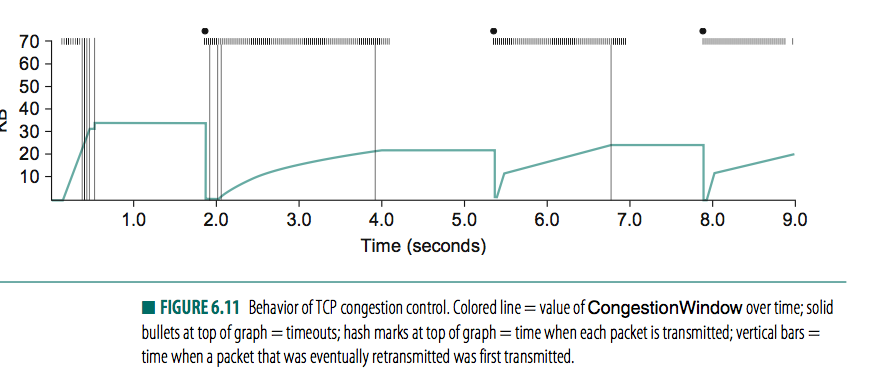 70
60
50
40
30
20
10
KB
1.0 2.0 3.0 4.0 5.0 6.0 7.0 8.0 9.0
Time (seconds)
■ FIGURE 6.11 Behavior of TCP congestion control. Colored line = value of CongestionWindow over time; solid
bullets at top of graph = timeouts; hash marks at top of graph = time when each packet is transmitted; vertical bars =
time when a packet that was eventually retransmitted was first transmitted.